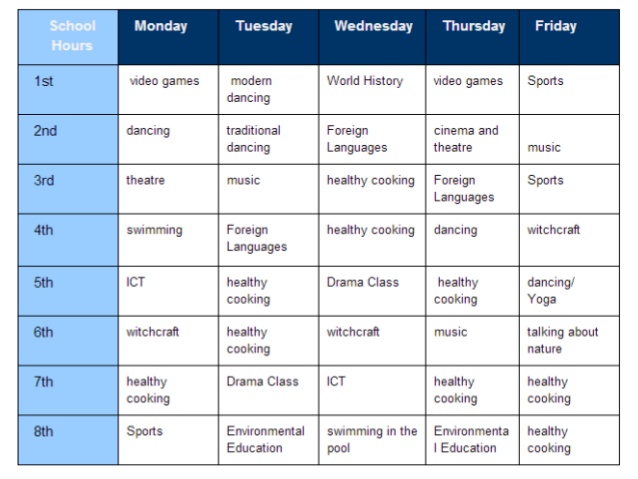 School Hours Monday Tuesday Wednesday Thursday Friday
1st video games modern dancing World History video games Sports
2nd dancing traditional dancing Foreign Languages cinema and theatre music
3rd theatre music healthy cooking Foreign Languages Sports
4th swimming Foreign Languages healthy cooking dancing witchcraft
5th ICT healthy cooking Drama Class healthy cooking dancing/ Yoga
6th witchcraft healthy cooking witchcraft music talking about nature
7th healthy cooking Drama Class ICT healthy cooking healthy cooking
8th Sports Environmental Education swimming in the pool Environmenta l Education healthy cooking